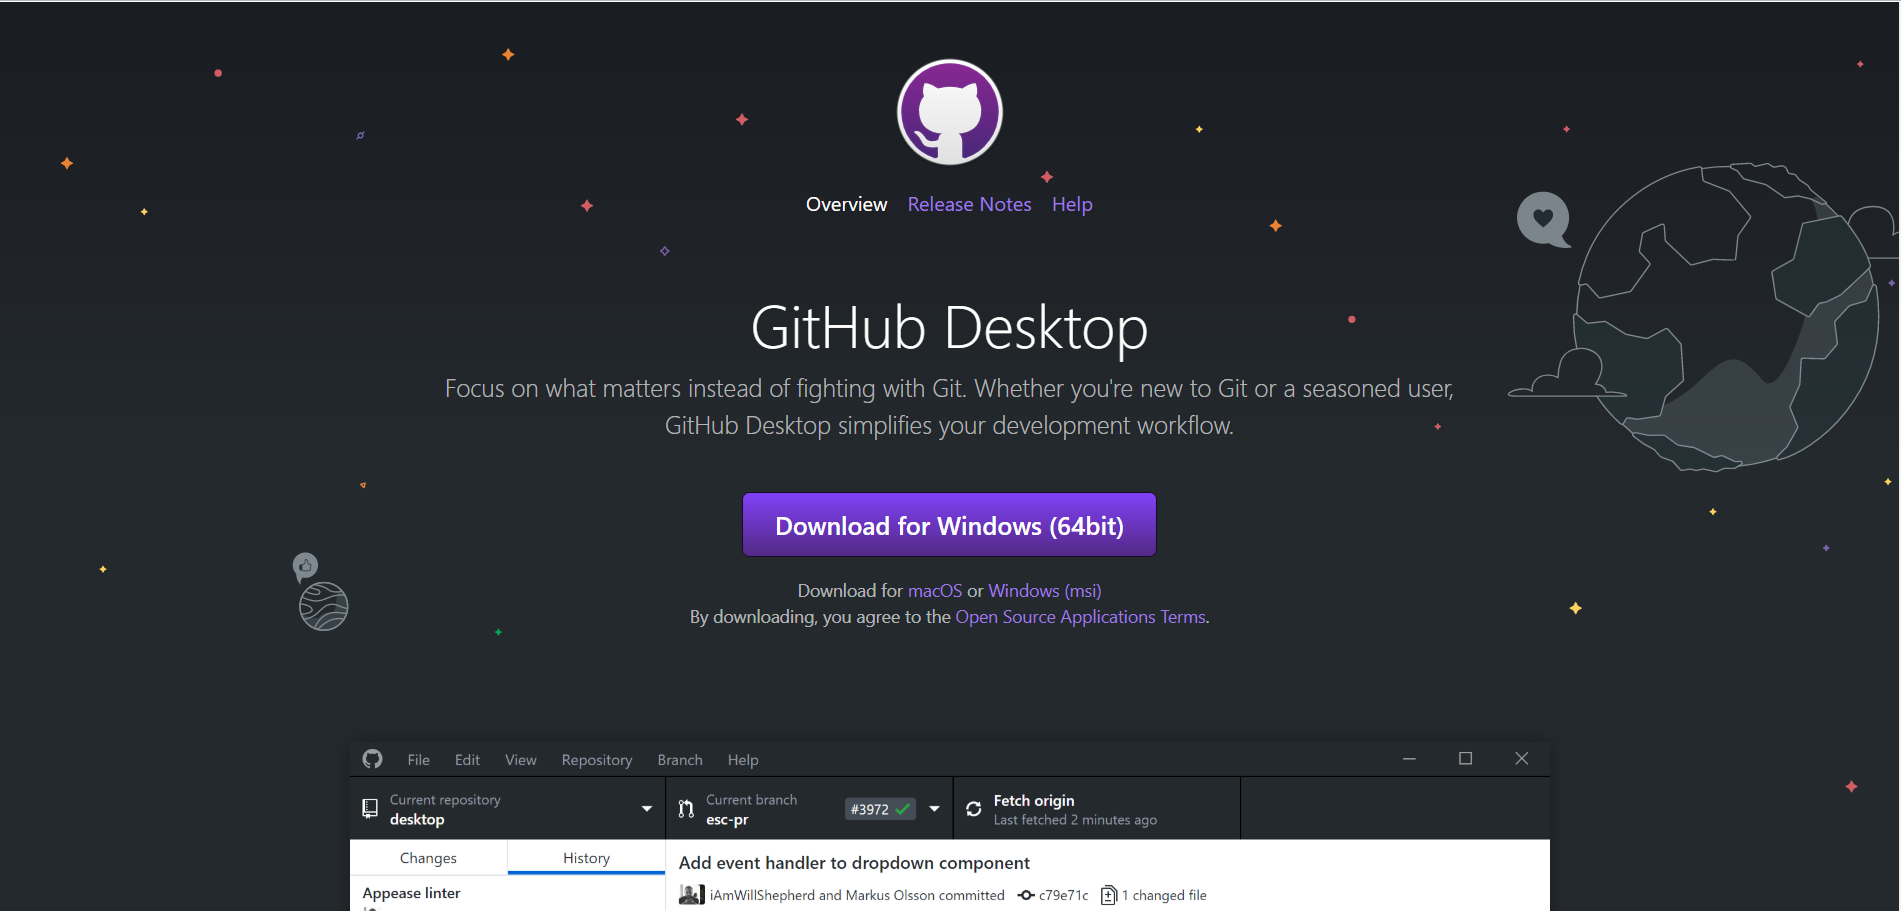 Overview Release Notes Help
GitHub Desktop
Focus on what matters instead of fighting with Git. Whether you're new to Git or a seasoned user,
GitHub Desktop simplifies your development workflow.
Download for Windows (64bit)
Download for macOS or Windows (msi)
By downloading, you agree to the Open Source Applications Terms.
File Edit View Repository Branch Help
Current repository
desktop
Current branch
esc-pr
#3972
Fetch origin
Last fetched 2 minutes ago
Changes History
Appease linter
Add event handler to dropdown component
iAmWillShepherd and Markus Olsson committed c79e71c 1 changed file